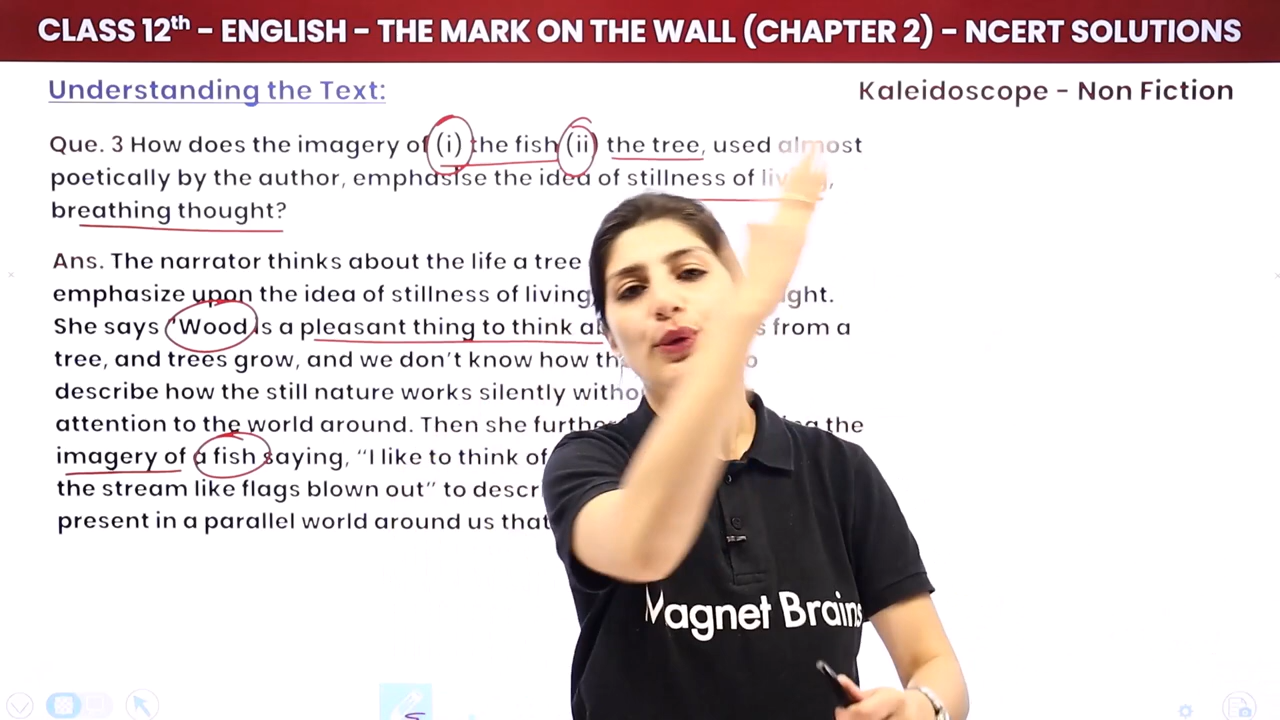 CLASS 12th – ENGLISH – THE MARK ON THE WALL (CHAPTER 2) – NCERT SOLUTIONS
Understanding the Text:
Kaleidoscope – Non Fiction
Que. 3 How does the imagery of (i) the fish (ii) the tree, used almost
poetically by the author, emphasise the idea of stillness of
breathing thought?
Ans. The narrator thinks about the life a tree
emphasize upon the idea of stillness of living,
She says 'Wood is a pleasant thing to think from a
tree, and trees grow, and we don't know how
describe how the still nature works silently
attention to the world around. Then she the
imagery of a fish saying, "I like to think of
the stream like flags blown out" to
present in a parallel world around us that
Magnet Brains